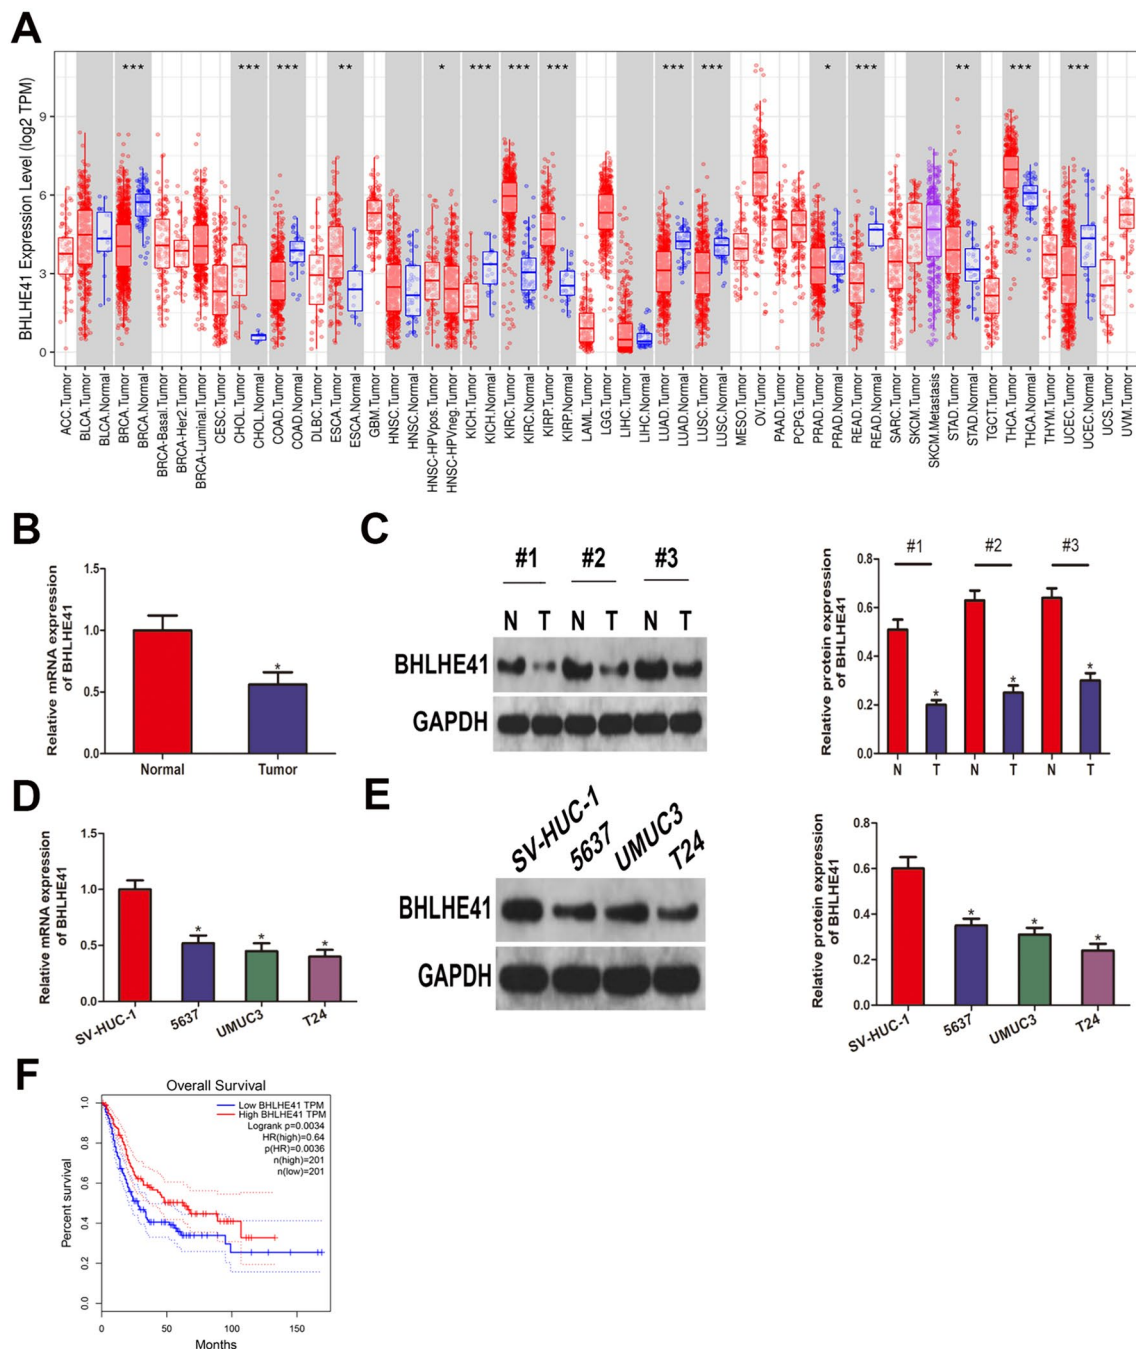 A
BHLHE41 Expression Level (log2 TPM)
*** *** *** ** * *** *** *** *** *** * *** ** *** ***
9
6
3
0
ACC.Tumor
BLCA.Tumor
BLCA.Normal
BRCA.Tumor
BRCA.Normal
BRCA-Basal.Tumor
BRCA-Her2.Tumor
BRCA-Luminal.Tumor
CESC.Tumor
CHOL.Tumor
CHOL.Normal
COAD.Tumor
COAD.Normal
DLBC.Tumor
ESCA.Tumor
ESCA.Normal
GBM.Tumor
HNSC.Tumor
HNSC.Normal
HNSC-HPVpos.Tumor
HNSC-HPVneg.Tumor
KICH.Tumor
KICH.Normal
KIRC.Tumor
KIRC.Normal
KIRP.Tumor
KIRP.Normal
LAML.Tumor
LGG.Tumor
LIHC.Tumor
LIHC.Normal
LUAD.Tumor
LUAD.Normal
LUSC.Tumor
LUSC.Normal
MESO.Tumor
OV.Tumor
PAAD.Tumor
PCPG.Tumor
PRAD.Tumor
PRAD.Normal
READ.Tumor
READ.Normal
SARC.Tumor
SKCM.Tumor
SKCM.Metastasis
STAD.Tumor
STAD.Normal
TGCT.Tumor
THCA.Tumor
THCA.Normal
THYM.Tumor
UCEC.Tumor
UCEC.Normal
UCS.Tumor
UVM.Tumor
B
Relative mRNA expression
of BHLHE41
1.5
1.0
0.5
0.0
*
Normal Tumor
C
#1 #2 #3
N T N T N T
BHLHE41
GAPDH
Relative protein expression
of BHLHE41
0.8
0.6
0.4
0.2
0.0
#1 #2 #3
* * *
N T N T N T
D
Relative mRNA expression
of BHLHE41
1.5
1.0
0.5
0.0
* * *
SV-HUC-1 5637 UMUC3 T24
E
SV-HUC-1 5637 UMUC3 T24
BHLHE41
GAPDH
Relative protein expression
of BHLHE41
0.8
0.6
0.4
0.2
0.0
* * *
SV-HUC-1 5637 UMUC3 T24
F
Overall Survival
Percent survival
1.0
0.8
0.6
0.4
0.2
0.0
Low BHLHE41 TPM
High BHLHE41 TPM
Logrank p=0.0034
HR(high)=0.64
p(HR)=0.0036
n(high)=201
n(low)=201
0 50 100 150
Months